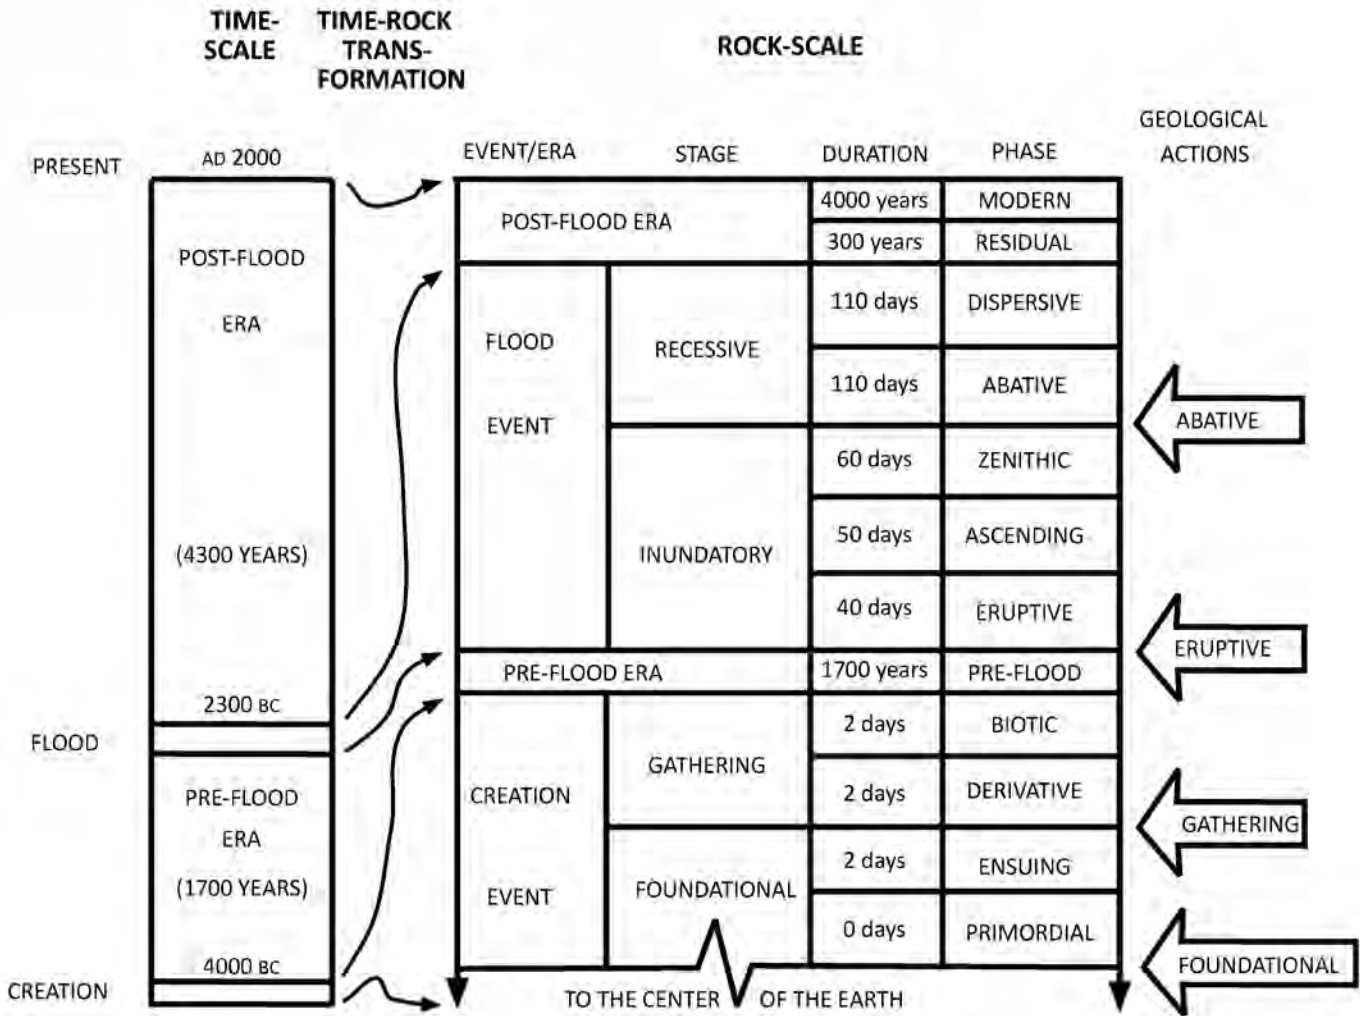 TIME-
SCALE
TIME-ROCK
TRANS-
FORMATION
ROCK-SCALE
GEOLOGICAL
ACTIONS
PRESENT
AD 2000
EVENT/ERA
STAGE
DURATION
PHASE
POST-FLOOD
ERA
(4300 YEARS)
2300 BC
FLOOD
PRE-FLOOD
ERA
(1700 YEARS)
4000 BC
CREATION
POST-FLOOD ERA
4000 years
MODERN
300 years
RESIDUAL
FLOOD
EVENT
RECESSIVE
110 days
DISPERSIVE
110 days
ABATIVE
INUNDATORY
60 days
ZENITHIC
50 days
ASCENDING
40 days
ERUPTIVE
PRE-FLOOD ERA
1700 years
PRE-FLOOD
CREATION
EVENT
GATHERING
2 days
BIOTIC
2 days
DERIVATIVE
FOUNDATIONAL
2 days
ENSUING
0 days
PRIMORDIAL
TO THE CENTER OF THE EARTH
ABATIVE
ERUPTIVE
GATHERING
FOUNDATIONAL